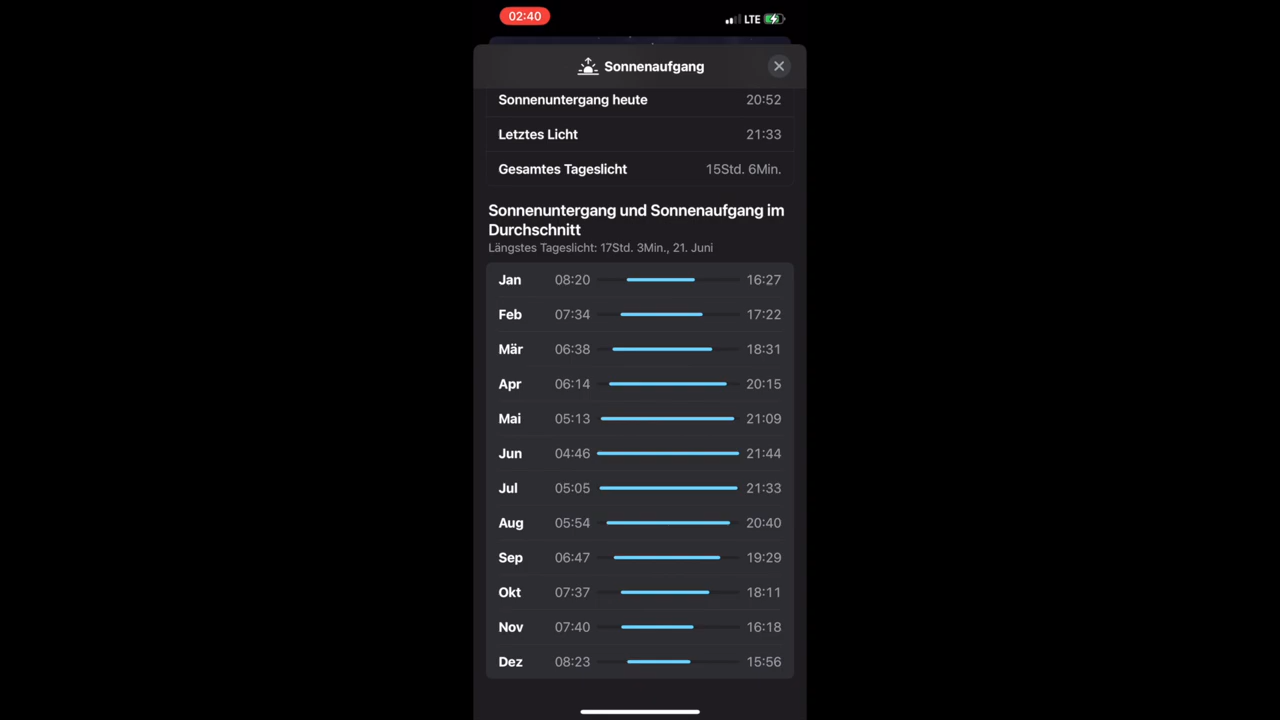 02:40 LTE
Sonnenaufgang
Sonnenuntergang heute 20:52
Letztes Licht 21:33
Gesamtes Tageslicht 15Std. 6Min.
Sonnenuntergang und Sonnenaufgang im
Durchschnitt
Längstes Tageslicht: 17Std. 3Min., 21. Juni
Jan 08:20 16:27
Feb 07:34 17:22
Mär 06:38 18:31
Apr 06:14 20:15
Mai 05:13 21:09
Jun 04:46 21:44
Jul 05:05 21:33
Aug 05:54 20:40
Sep 06:47 19:29
Okt 07:37 18:11
Nov 07:40 16:18
Dez 08:23 15:56